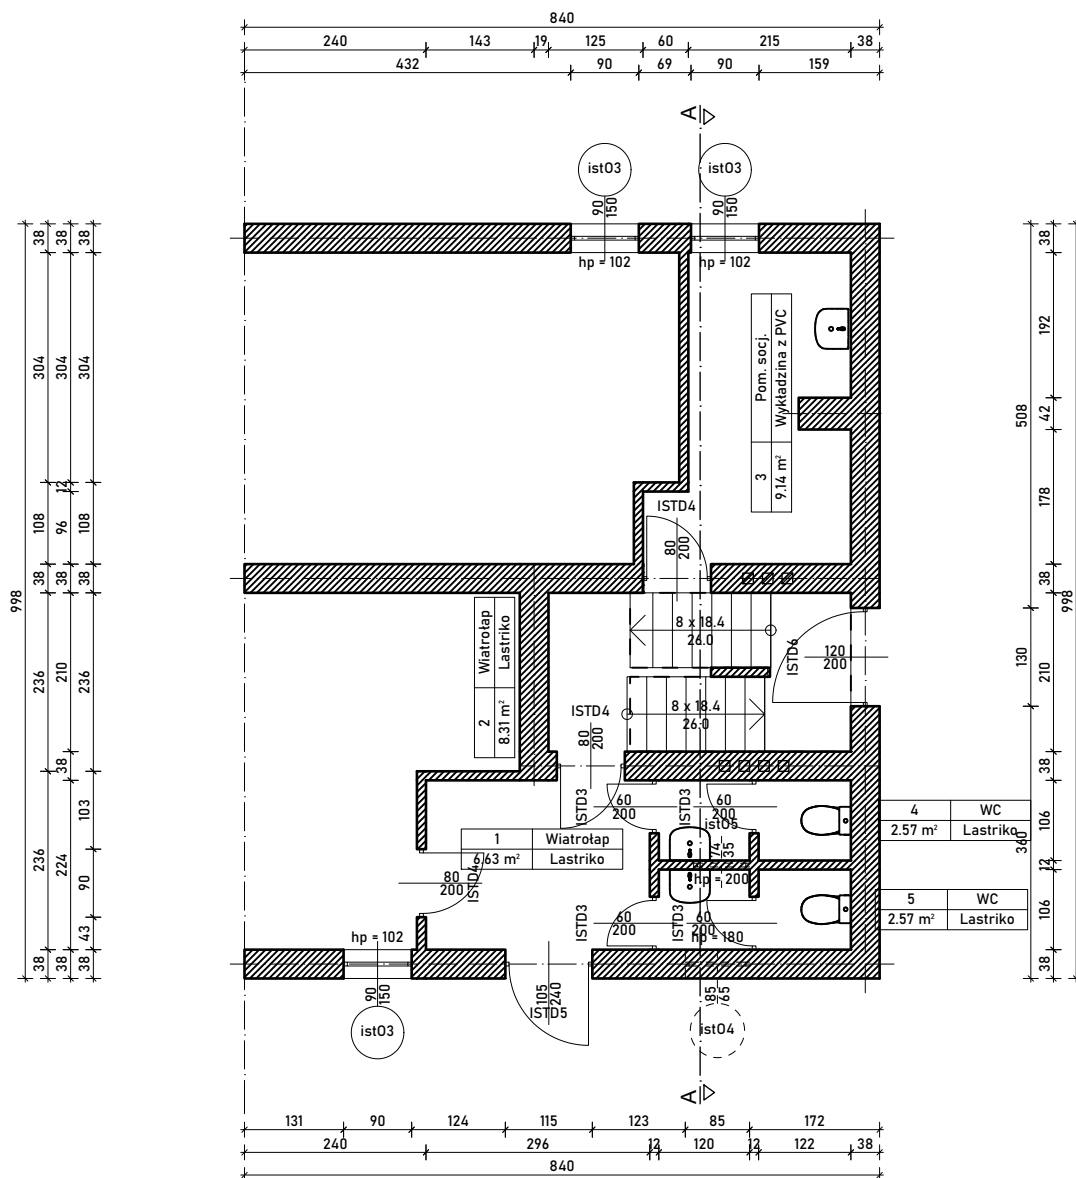 840
240 143 19 125 60 215 38
432 90 69 90 159
A
ist03 ist03
90 150 90 150
hp = 102 hp = 102
38 38 38
304 304 304
12
108 96 108
38 38 38
998
236 210 236
38
103
236 224 90
43
38 38 38
38
192
42
508
178
38
998
130 210
38
106
360
12
106
38
3 Pom. socj.
9.14 m² Wykładzina z PVC
ISTD4
80
200
8 x 18.4
26.0
ISTD6
120
200
2 Wiatrołap
8.31 m² Lastriko
8 x 18.4
26.0
ISTD4
80
200
ISTD3
60
200
ISTD3
60
200
ist05
74
35
hp = 200
1 Wiatrołap
6.63 m² Lastriko
4 WC
2.57 m² Lastriko
ISTD4
80
200
5 WC
2.57 m² Lastriko
ISTD3
60
200
ISTD3
60
200
hp = 180
hp = 102
90
150
ist03
105
240
ISTD5
85
65
ist04
A
131 90 124 115 123 85 172
240 296 12 120 12 122 38
840